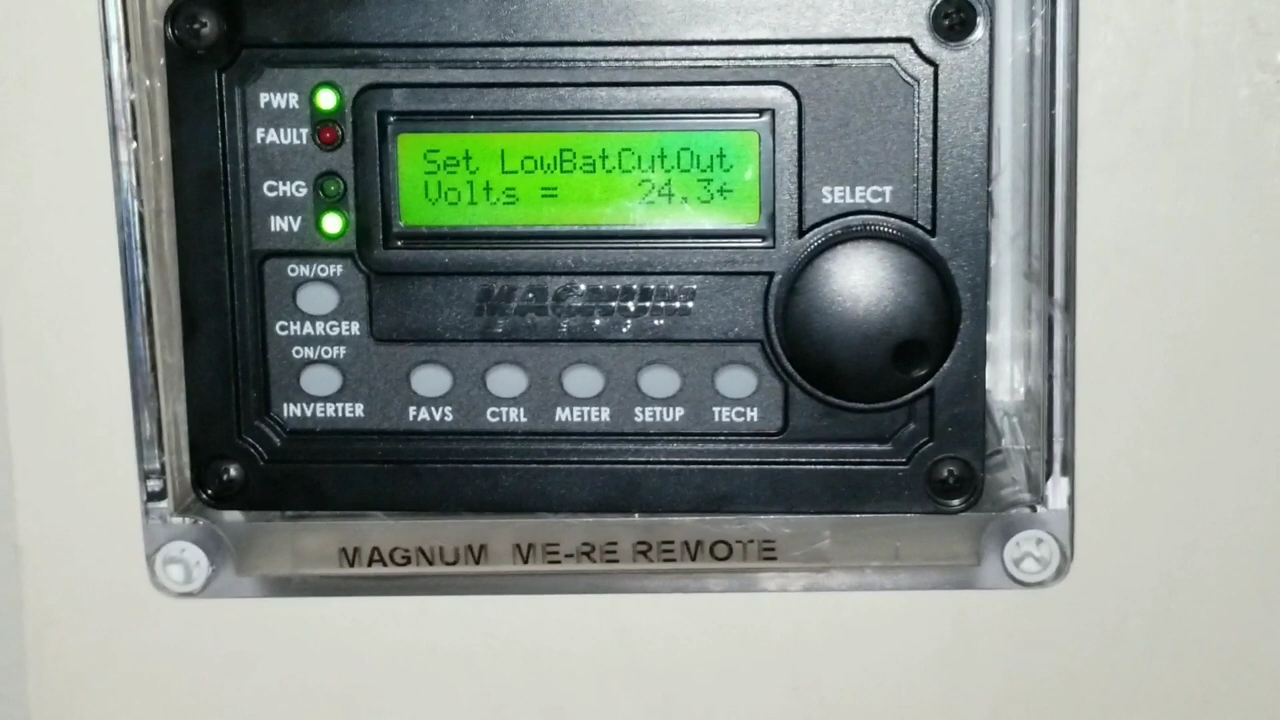 PWR
FAULT
CHG
INV
Set LowBatCutOut
Volts = 24.3←
SELECT
ON/OFF
CHARGER
ON/OFF
INVERTER
MAGNUM
FAVS
CTRL
METER
SETUP
TECH
MAGNUM ME-RE REMOTE